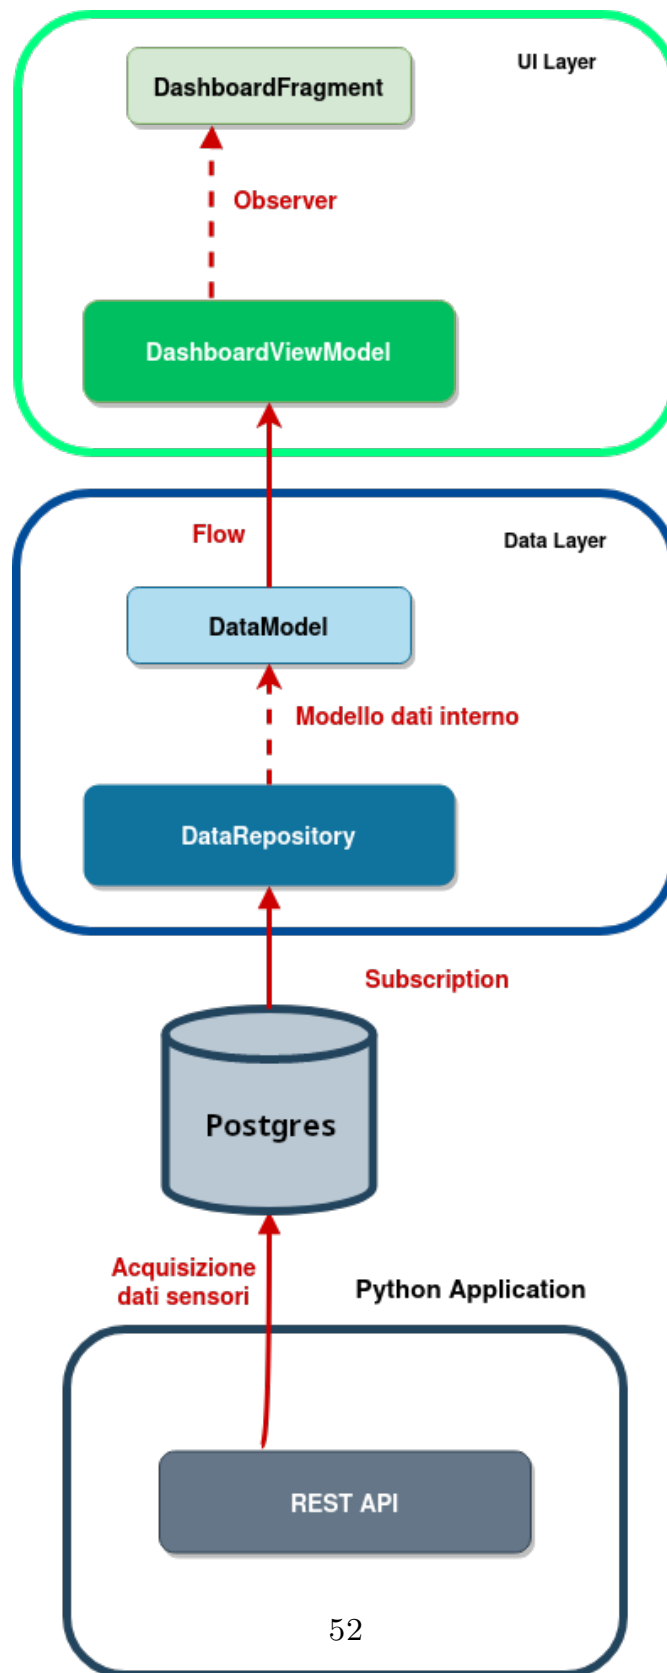 UI Layer
DashboardFragment
Observer
DashboardViewModel
Flow
Data Layer
DataModel
Modello dati interno
DataRepository
Subscription
Postgres
Acquisizione
dati sensori
Python Application
REST API
52